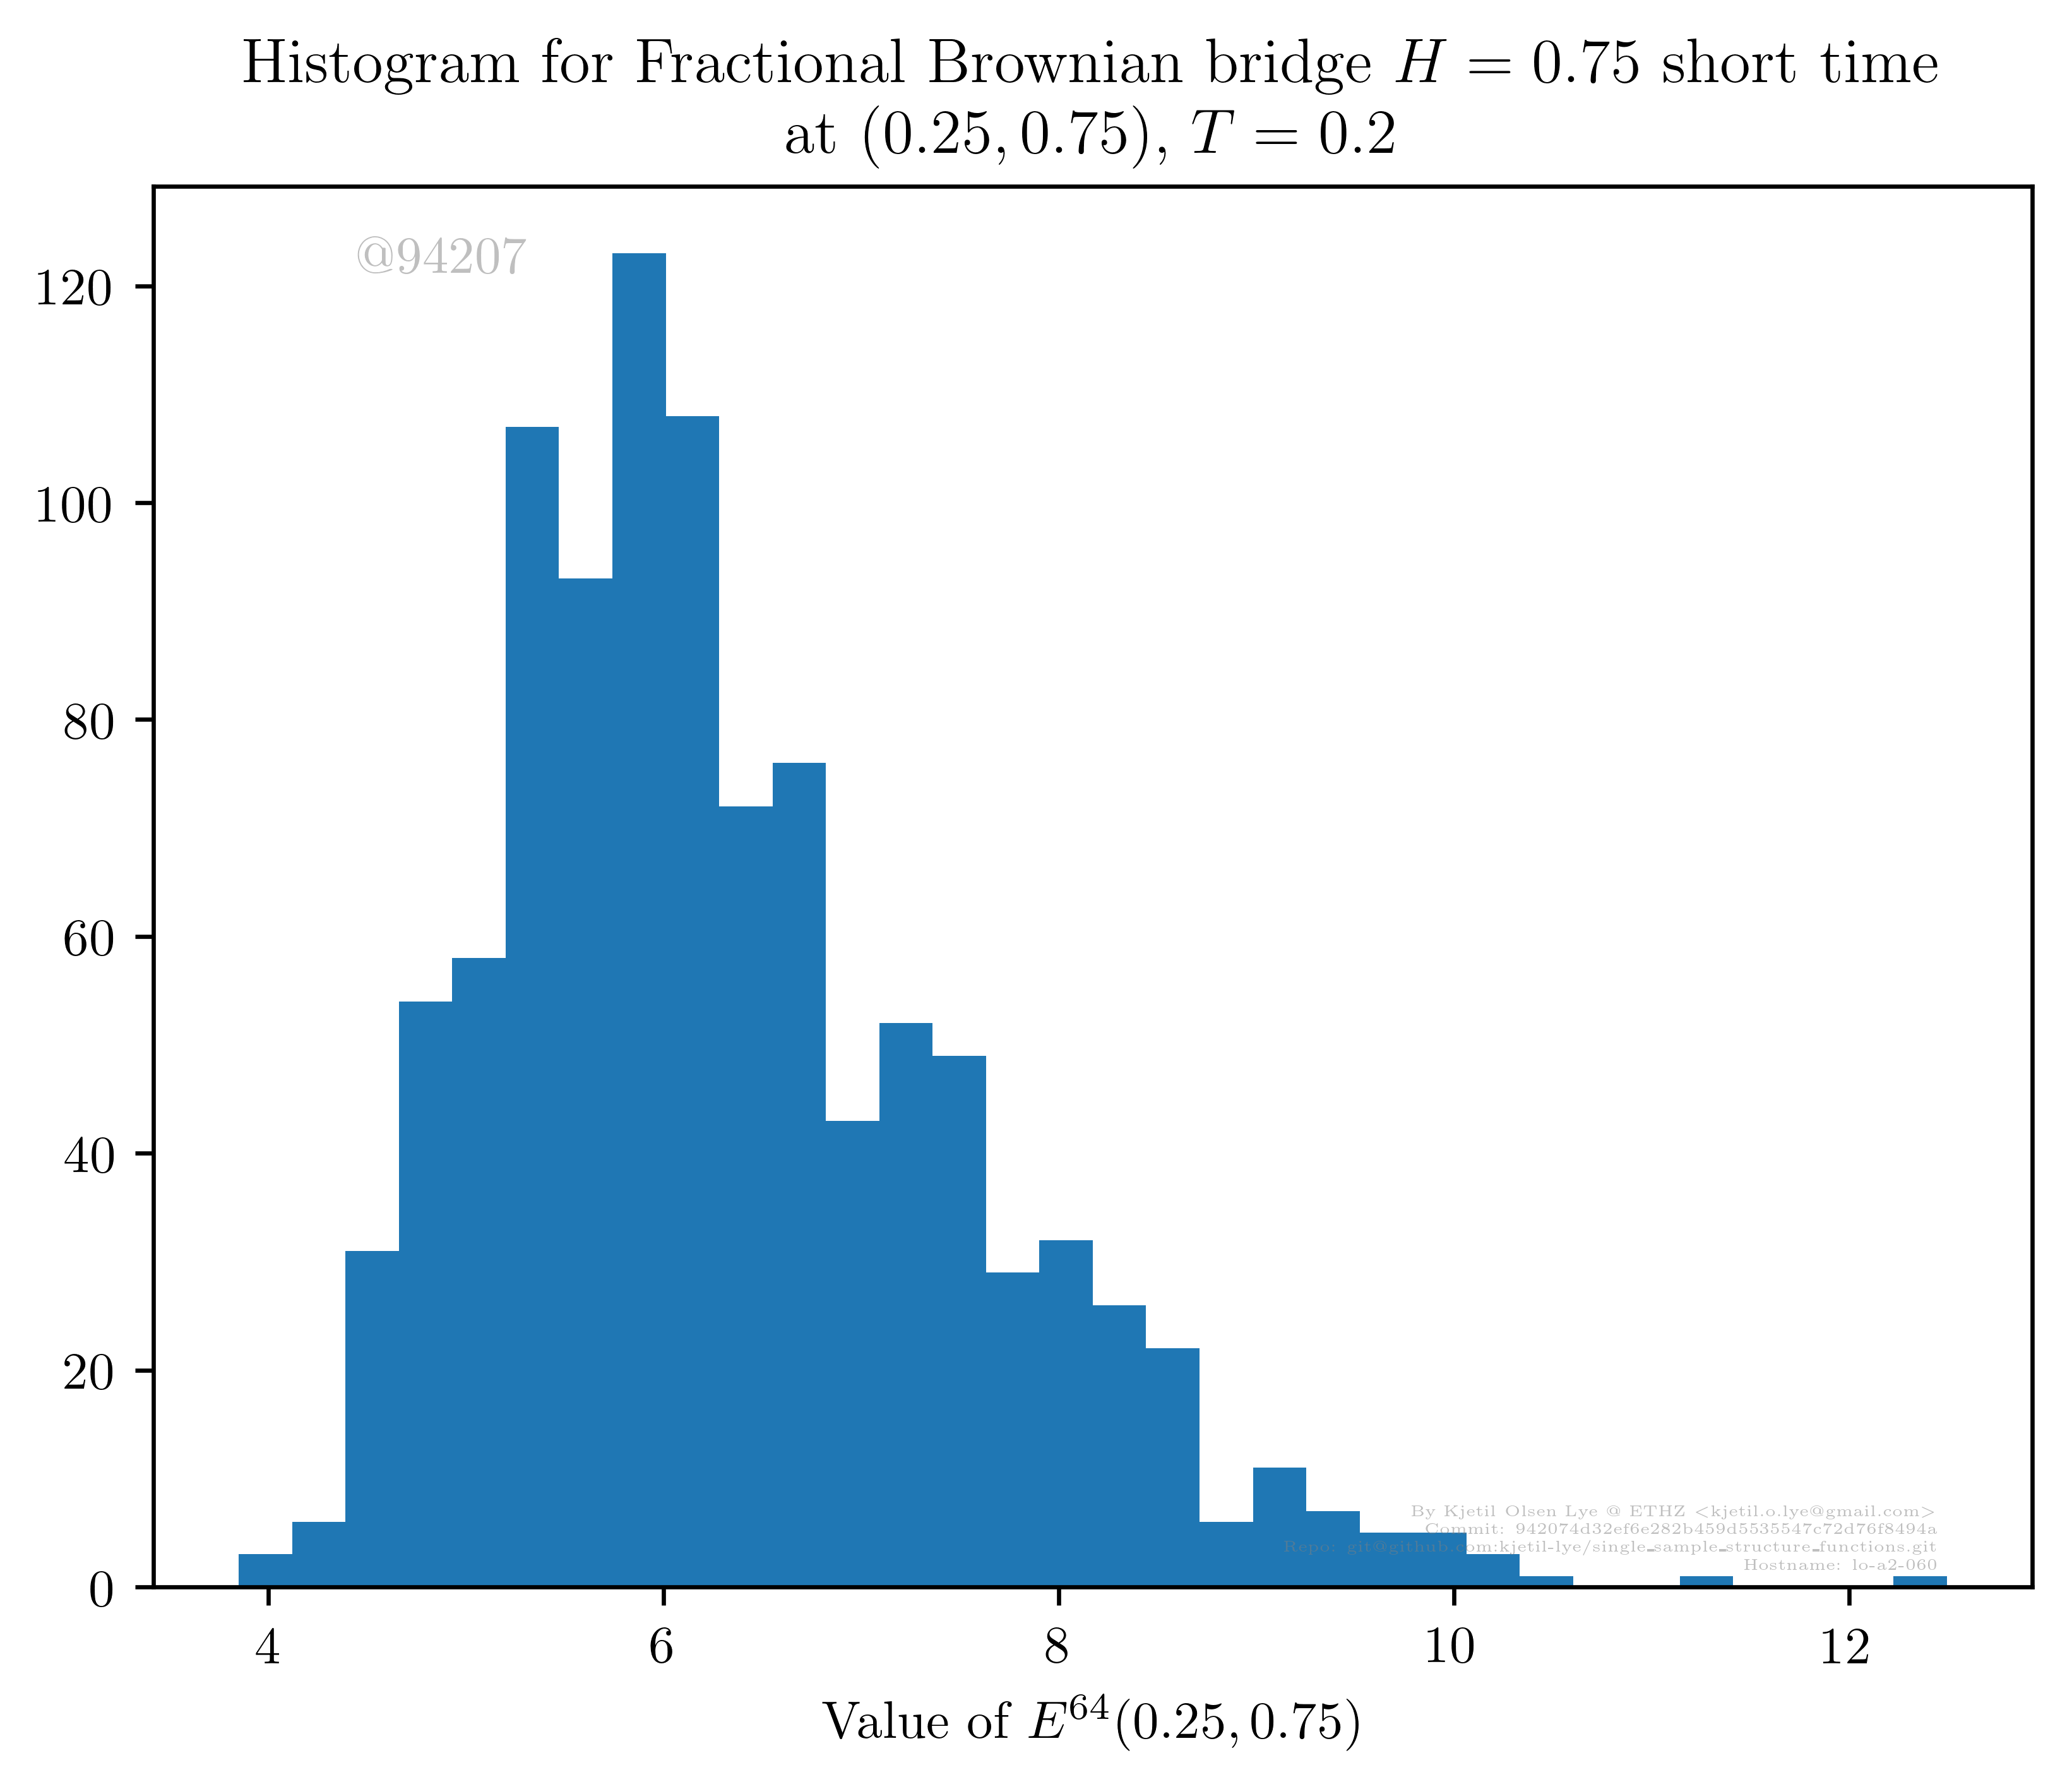 Histogram for Fractional Brownian bridge H = 0.75 short time
at (0.25, 0.75), T = 0.2
@94207
120
100
80
60
40
20
0
By Kjetil Olsen Lye @ ETHZ <kjetil.o.lye@gmail.com>
Commit: 942074d32ef6e282b459d5535547c72d76f8494a
Repo: git@github.com:kjetil-lye/single_sample_structure_functions.git
Hostname: lo-a2-060
4 6 8 10 12
Value of E^64(0.25, 0.75)